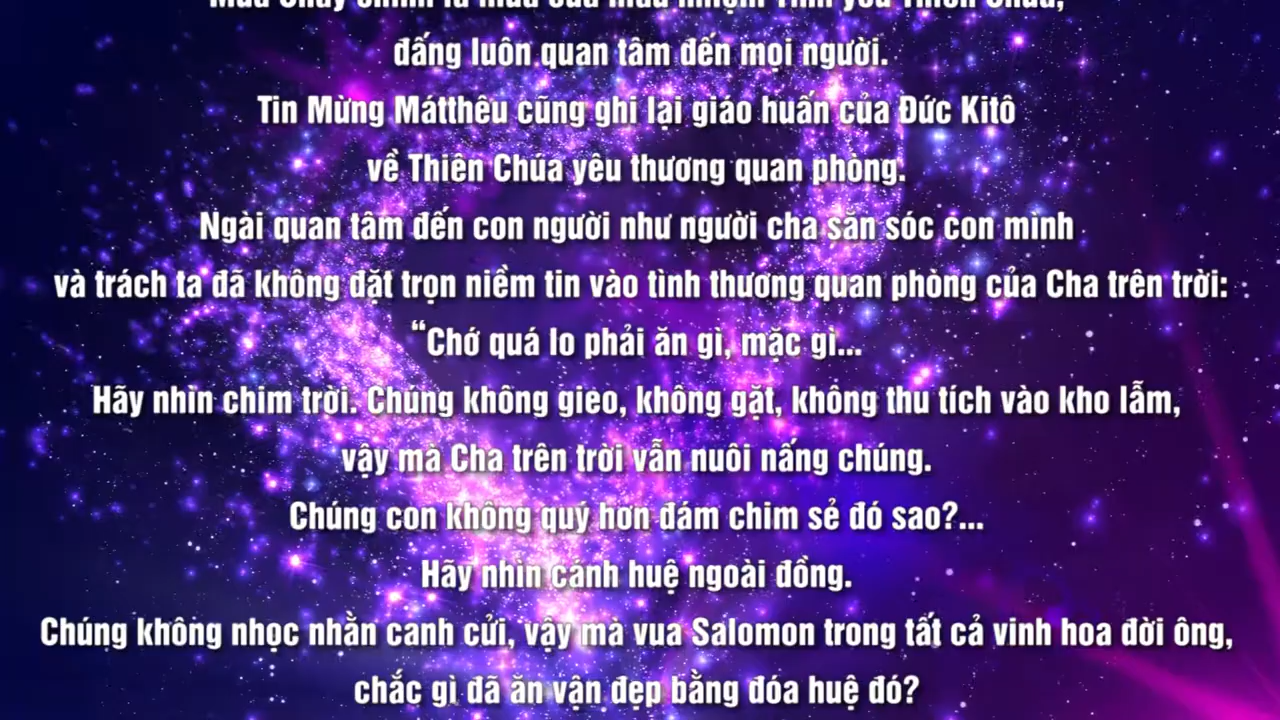 Mùa Chay chính là mùa của mầu nhiệm Tình yêu Thiên Chúa,
đấng luôn quan tâm đến mọi người.
Tin Mừng Mátthêu cũng ghi lại giáo huấn của Đức Kitô
về Thiên Chúa yêu thương quan phòng.
Ngài quan tâm đến con người như người cha săn sóc con mình
và trách ta đã không đặt trọn niềm tin vào tình thương quan phòng của Cha trên trời:
“Chớ quá lo phải ăn gì, mặc gì...
Hãy nhìn chim trời. Chúng không gieo, không gặt, không thu tích vào kho lẫm,
vậy mà Cha trên trời vẫn nuôi nấng chúng.
Chúng con không quý hơn đám chim sẻ đó sao?...
Hãy nhìn cánh huệ ngoài đồng.
Chúng không nhọc nhằn canh cửi, vậy mà vua Salomon trong tất cả vinh hoa đời ông,
chắc gì đã ăn vận đẹp bằng đóa huệ đó?